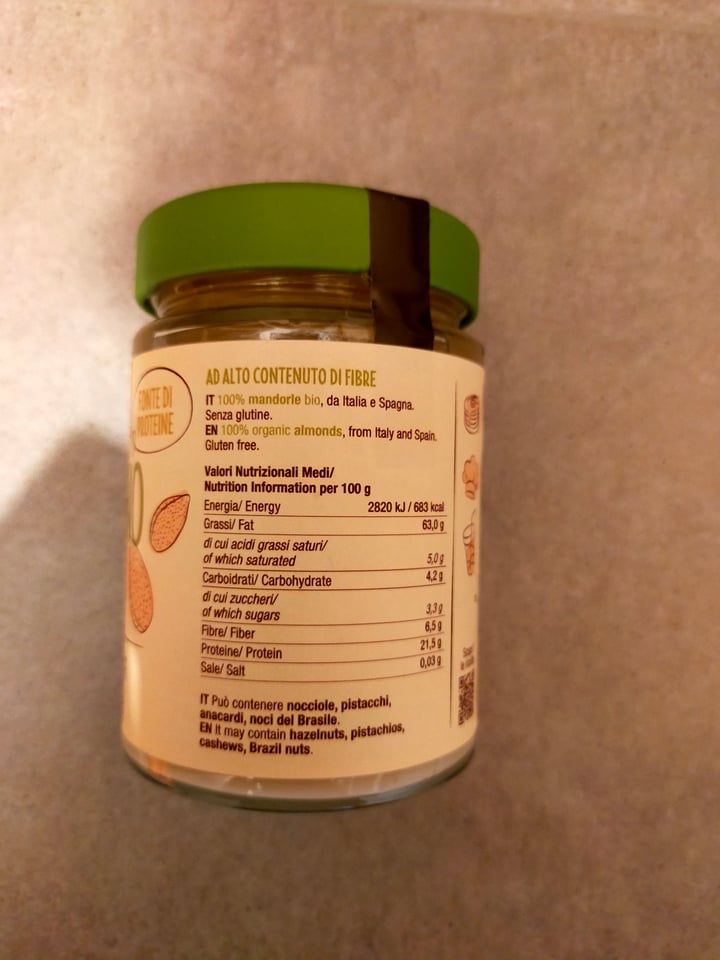 FONTE DI
PROTEINE
AD ALTO CONTENUTO DI FIBRE
IT 100% mandorle bio, da Italia e Spagna.
Senza glutine.
EN 100% organic almonds, from Italy and Spain.
Gluten free.
Valori Nutrizionali Medi/
Nutrition Information per 100 g
Energia/ Energy 2820 kJ / 683 kcal
Grassi/ Fat 63,0 g
di cui acidi grassi saturi/
of which saturated 5,0 g
Carboidrati/ Carbohydrate 4,2 g
di cui zuccheri/
of which sugars 3,3 g
Fibre/ Fiber 6,5 g
Proteine/ Protein 21,5 g
Sale/ Salt 0,03 g
IT Può contenere nocciole, pistacchi,
anacardi, noci del Brasile.
EN It may contain hazelnuts, pistachios,
cashews, Brazil nuts.